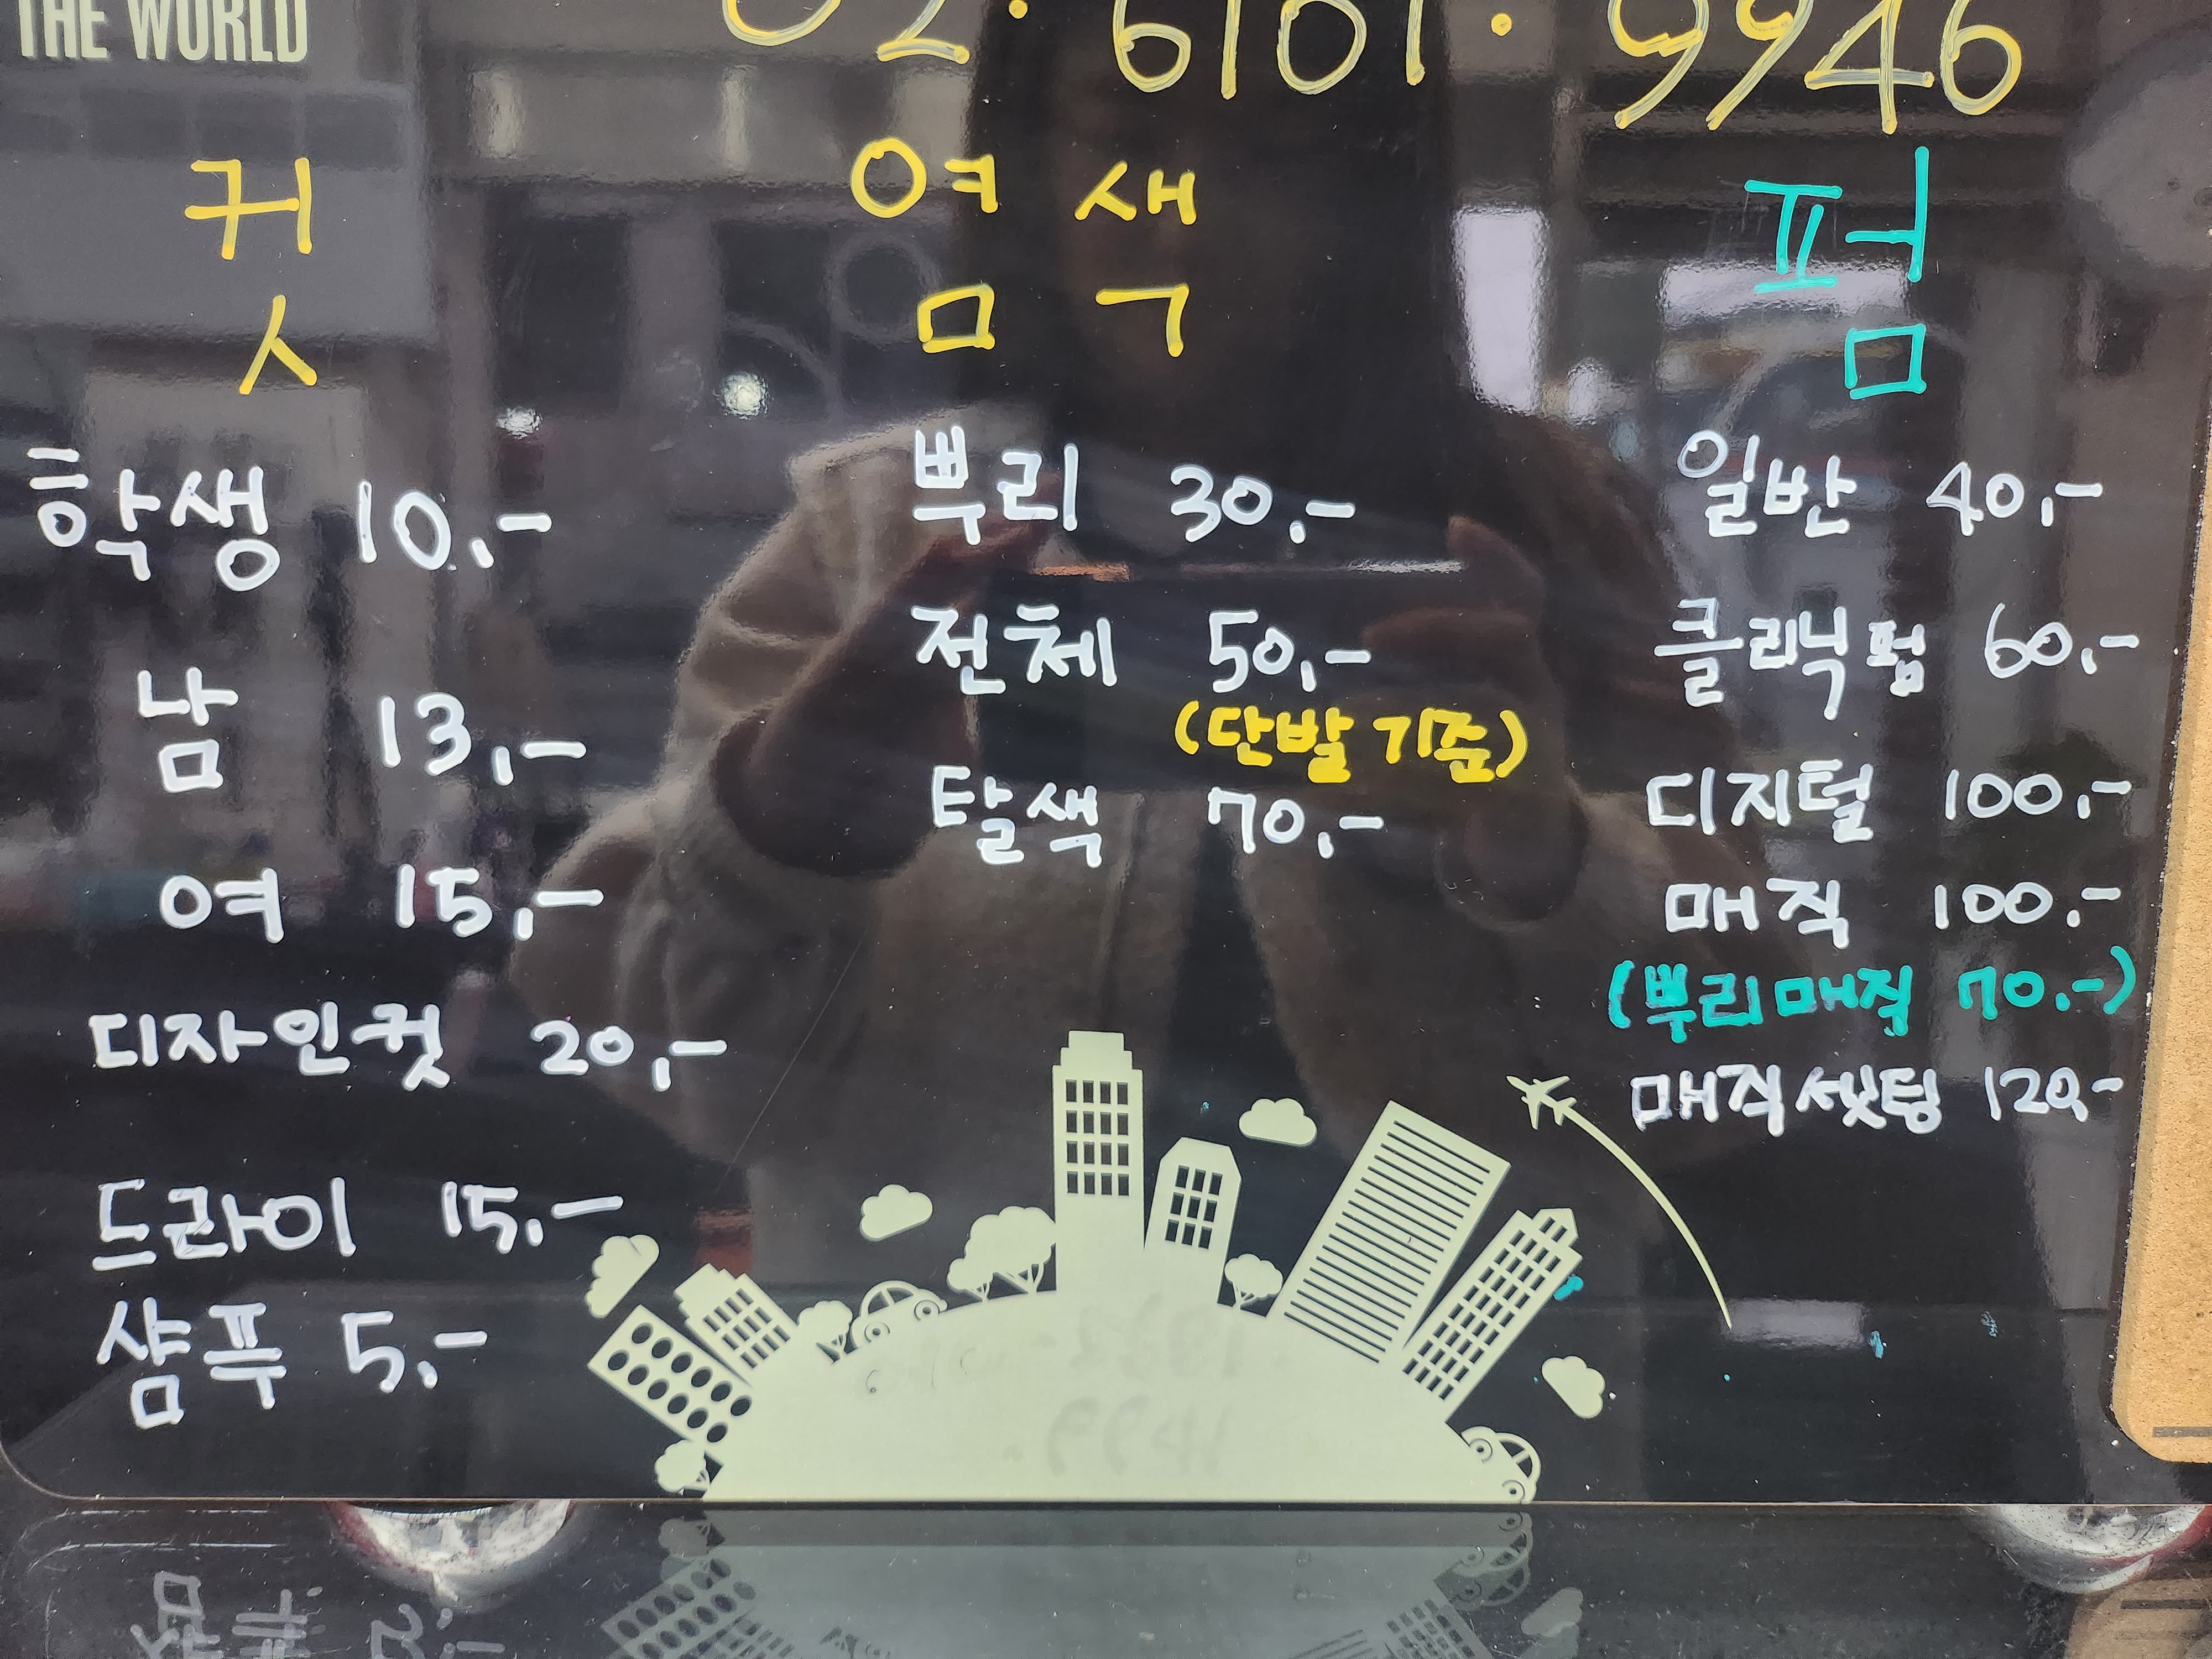 THE WORLD
02. 6101. 9946
컷
학생 10,-
남 13,-
여 15,-
디자인컷 20,-
드라이 15,-
샴푸 5,-
염색
뿌리 30,-
전체 50,-
(단발 기준)
탈색 70,-
펌
일반 40,-
클리닉펌 60,-
디지털 100,-
매직 100,-
(뿌리매직 70,-)
매직셋팅 120,-